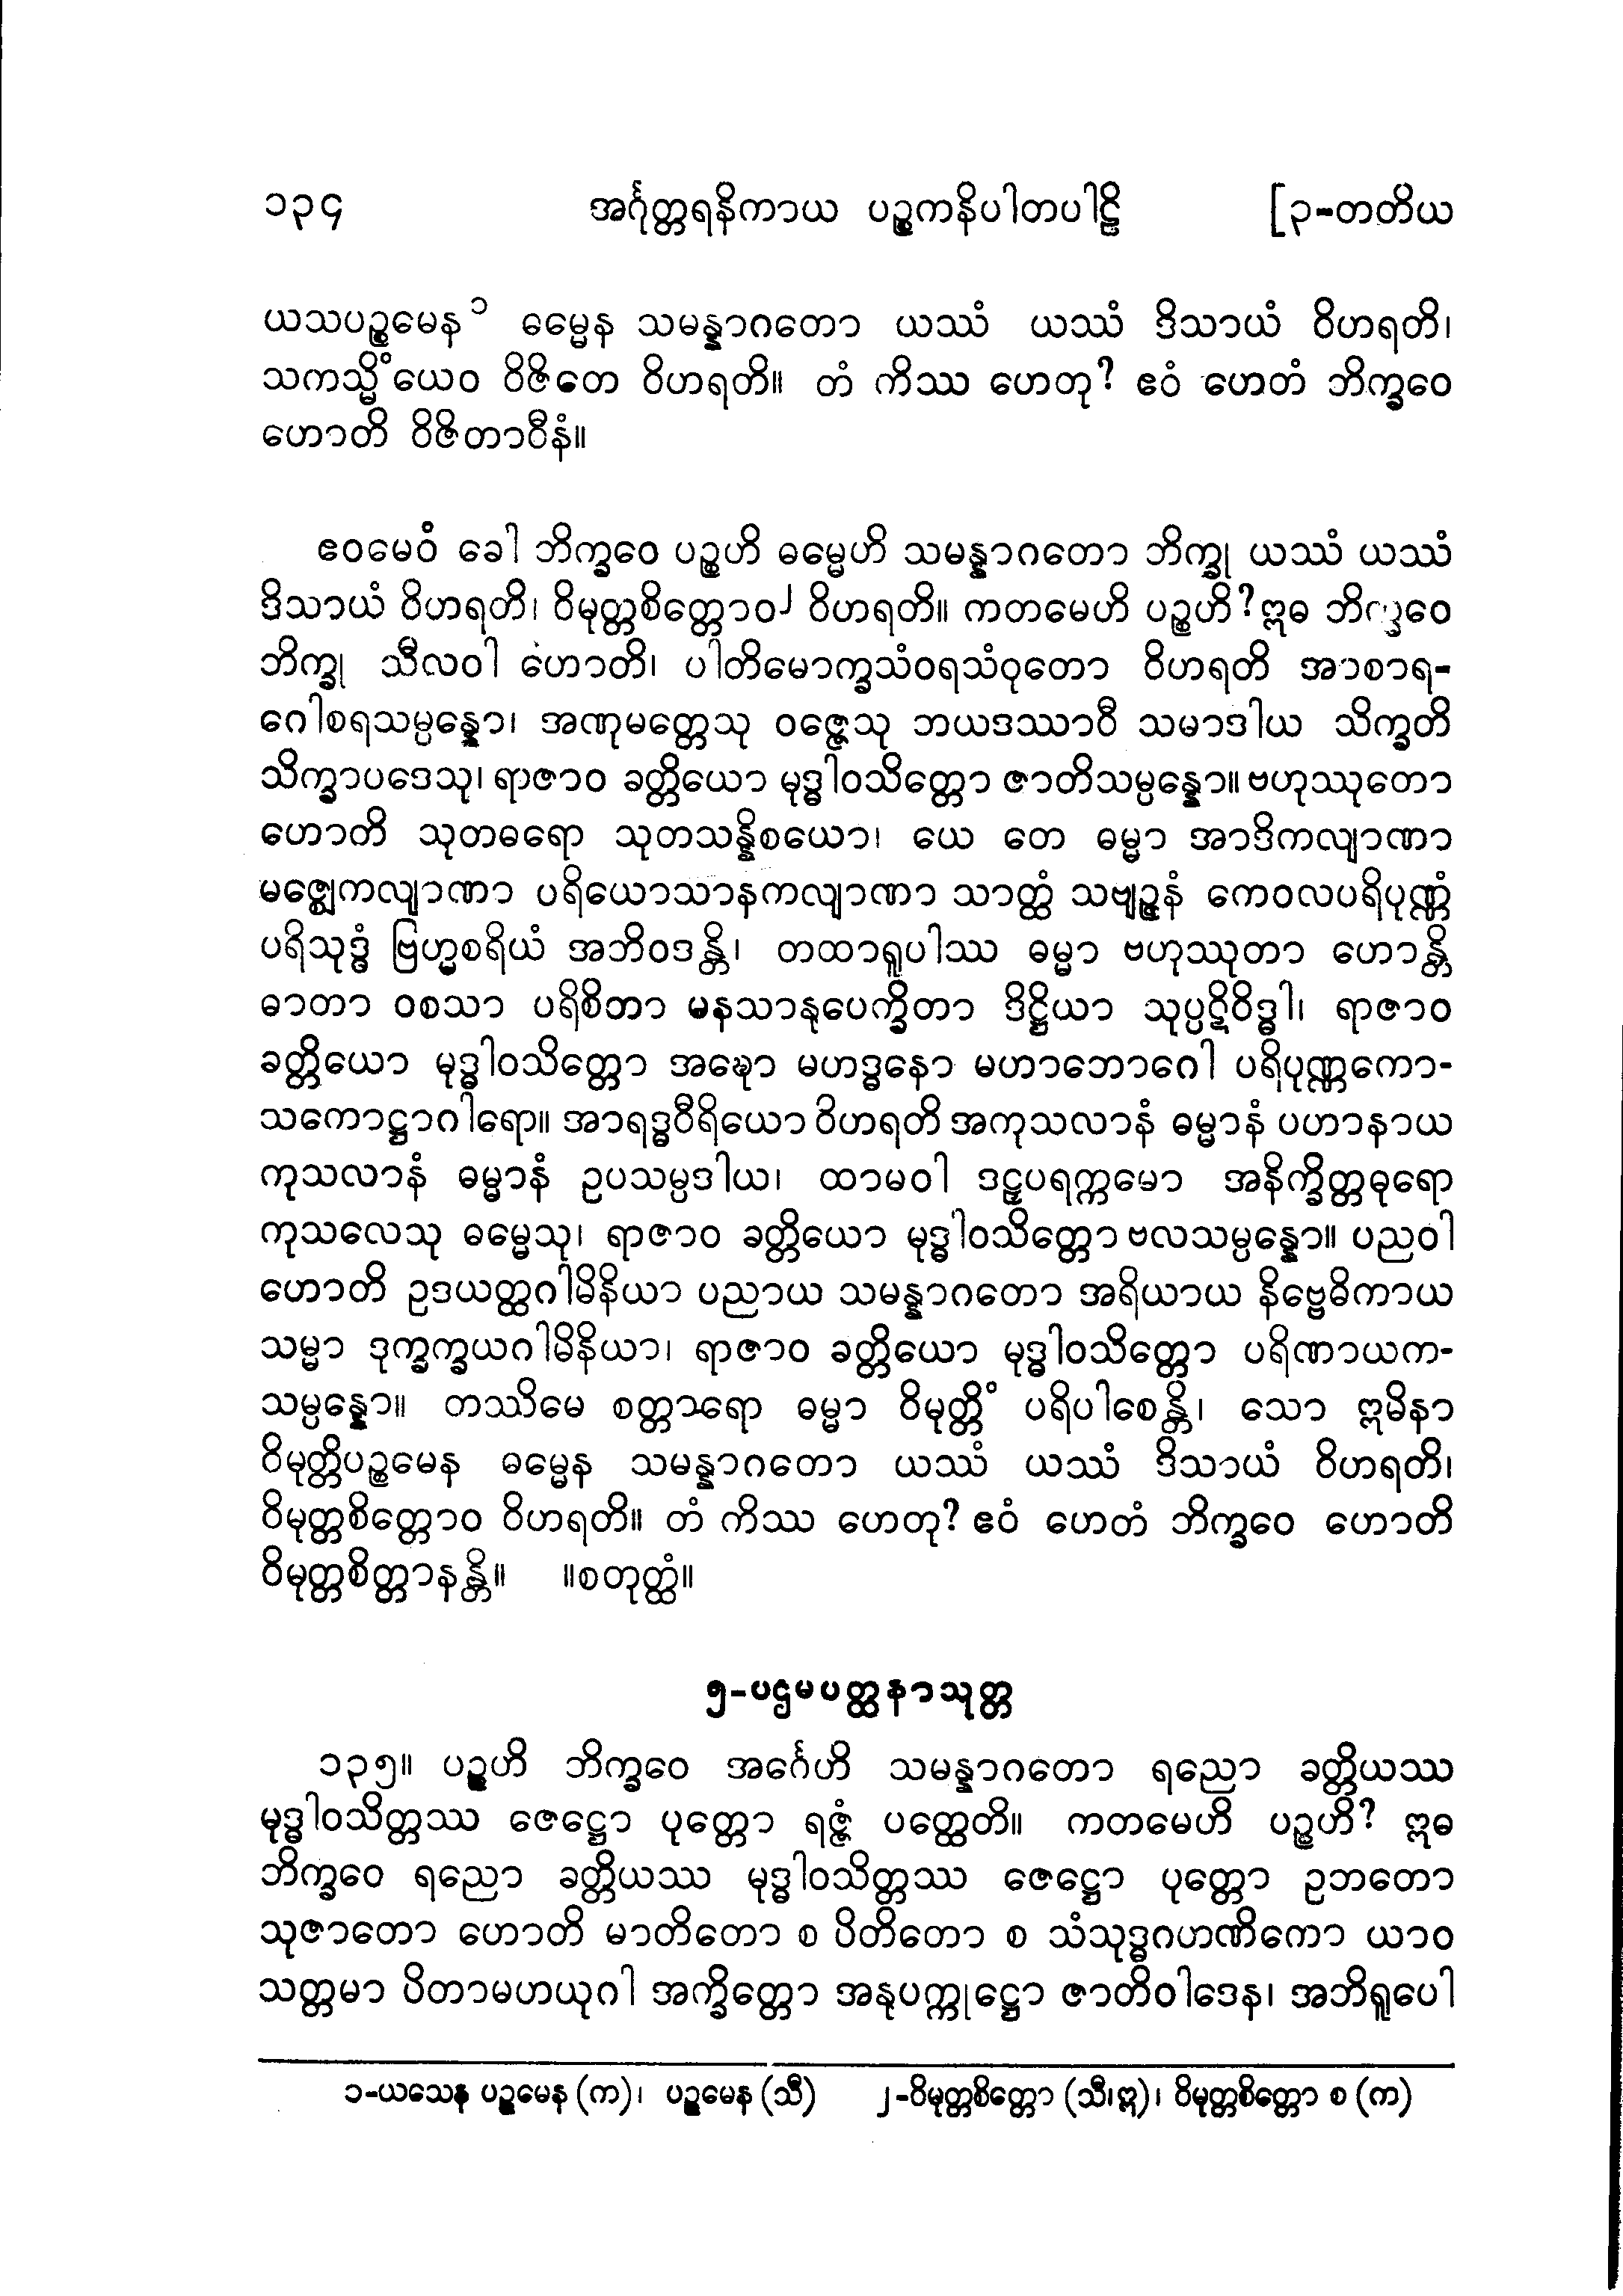 ၁၃၄ အင်္ဂုတ္တရနိကာယ ပဉ္စကနိပါတပါဠိ [၃-တတိယ
ယသပဉ္စမေန၁ ဓမ္မေန သမန္နာဂတော ယဿံ ယဿံ ဒိသာယံ ဝိဟရတိ၊
သကသ္မိံယေဝ ဝိဇိတေ ဝိဟရတိ။ တံ ကိဿ ဟေတု? ဧဝံ ဟေတံ ဘိက္ခဝေ
ဟောတိ ဝိဇိတာဝီနံ။
ဧဝမေဝံ ခေါ ဘိက္ခဝေ ပဉ္စဟိ ဓမ္မေဟိ သမန္နာဂတော ဘိက္ခု ယဿံ ယဿံ
ဒိသာယံ ဝိဟရတိ၊ ဝိမုတ္တစိတ္တောဝ၂ ဝိဟရတိ။ ကတမေဟိ ပဉ္စဟိ? ဣဓ ဘိက္ခဝေ
ဘိက္ခု သီလဝါ ဟောတိ၊ ပါတိမောက္ခသံဝရသံဝုတော ဝိဟရတိ အာစာရ-
ဂေါစရသမ္ပန္နော၊ အဏုမတ္တေသု ဝဇ္ဇေသု ဘယဒဿာဝီ သမာဒါယ သိက္ခတိ
သိက္ခာပဒေသု၊ ရာဇာဝ ခတ္တိယော မုဒ္ဓါဝသိတ္တော ဇာတိသမ္ပန္နော။ ဗဟုဿုတော
ဟောတိ သုတဓရော သုတသန္နိစယော၊ ယေ တေ ဓမ္မာ အာဒိကလျာဏာ
မဇ္ဈေကလျာဏာ ပရိယောသာနကလျာဏာ သာတ္ထံ သဗျဉ္ဇနံ ကေဝလပရိပုဏ္ဏံ
ပရိသုဒ္ဓံ ဗြဟ္မစရိယံ အဘိဝဒန္တိ၊ တထာရူပါဿ ဓမ္မာ ဗဟုဿုတာ ဟောန္တိ
ဓာတာ ဝစသာ ပရိစိတာ မနသာနုပေက္ခိတာ ဒိဋ္ဌိယာ သုပ္ပဋိဝိဒ္ဓါ၊ ရာဇာဝ
ခတ္တိယော မုဒ္ဓါဝသိတ္တော အဍ္ဎော မဟဒ္ဓနော မဟာဘောဂေါ ပရိပုဏ္ဏကော-
သကောဋ္ဌာဂါရော။ အာရဒ္ဓဝီရိယော ဝိဟရတိ အကုသလာနံ ဓမ္မာနံ ပဟာနာယ
ကုသလာနံ ဓမ္မာနံ ဥပသမ္ပဒါယ၊ ထာမဝါ ဒဠှပရက္ကမော အနိက္ခိတ္တဓုရော
ကုသလေသု ဓမ္မေသု၊ ရာဇာဝ ခတ္တိယော မုဒ္ဓါဝသိတ္တော ဗလသမ္ပန္နော။ ပညဝါ
ဟောတိ ဥဒယတ္ထဂါမိနိယာ ပညာယ သမန္နာဂတော အရိယာယ နိဗ္ဗေဓိကာယ
သမ္မာ ဒုက္ခက္ခယဂါမိနိယာ၊ ရာဇာဝ ခတ္တိယော မုဒ္ဓါဝသိတ္တော ပရိဏာယက-
သမ္ပန္နော။ တဿိမေ စတ္တာရော ဓမ္မာ ဝိမုတ္တိံ ပရိပါစေန္တိ၊ သော ဣမိနာ
ဝိမုတ္တိပဉ္စမေန ဓမ္မေန သမန္နာဂတော ယဿံ ယဿံ ဒိသာယံ ဝိဟရတိ၊
ဝိမုတ္တစိတ္တောဝ ဝိဟရတိ။ တံ ကိဿ ဟေတု? ဧဝံ ဟေတံ ဘိက္ခဝေ ဟောတိ
ဝိမုတ္တစိတ္တာနန္တိ။ ။စတုတ္ထံ။
၅-ပဌမပတ္ထနာသုတ္တ
၁၃၅။ ပဉ္စဟိ ဘိက္ခဝေ အင်္ဂေဟိ သမန္နာဂတော ရညော ခတ္တိယဿ
မုဒ္ဓါဝသိတ္တဿ ဇေဋ္ဌော ပုတ္တော ရဇ္ဇံ ပတ္ထေတိ။ ကတမေဟိ ပဉ္စဟိ? ဣဓ
ဘိက္ခဝေ ရညော ခတ္တိယဿ မုဒ္ဓါဝသိတ္တဿ ဇေဋ္ဌော ပုတ္တော ဥဘတော
သုဇာတော ဟောတိ မာတိတော စ ပိတိတော စ သံသုဒ္ဓဂဟဏိကော ယာဝ
သတ္တမာ ပိတာမဟယုဂါ အက္ခိတ္တော အနုပက္ကုဋ္ဌော ဇာတိဝါဒေန၊ အဘိရူပေါ
၁-ယသေန ပဉ္စမေန (က)၊ ပဉ္စမေန (သီ) ၂-ဝိမုတ္တစိတ္တော (သီ၊ဣ)၊ ဝိမုတ္တစိတ္တော စ (က)